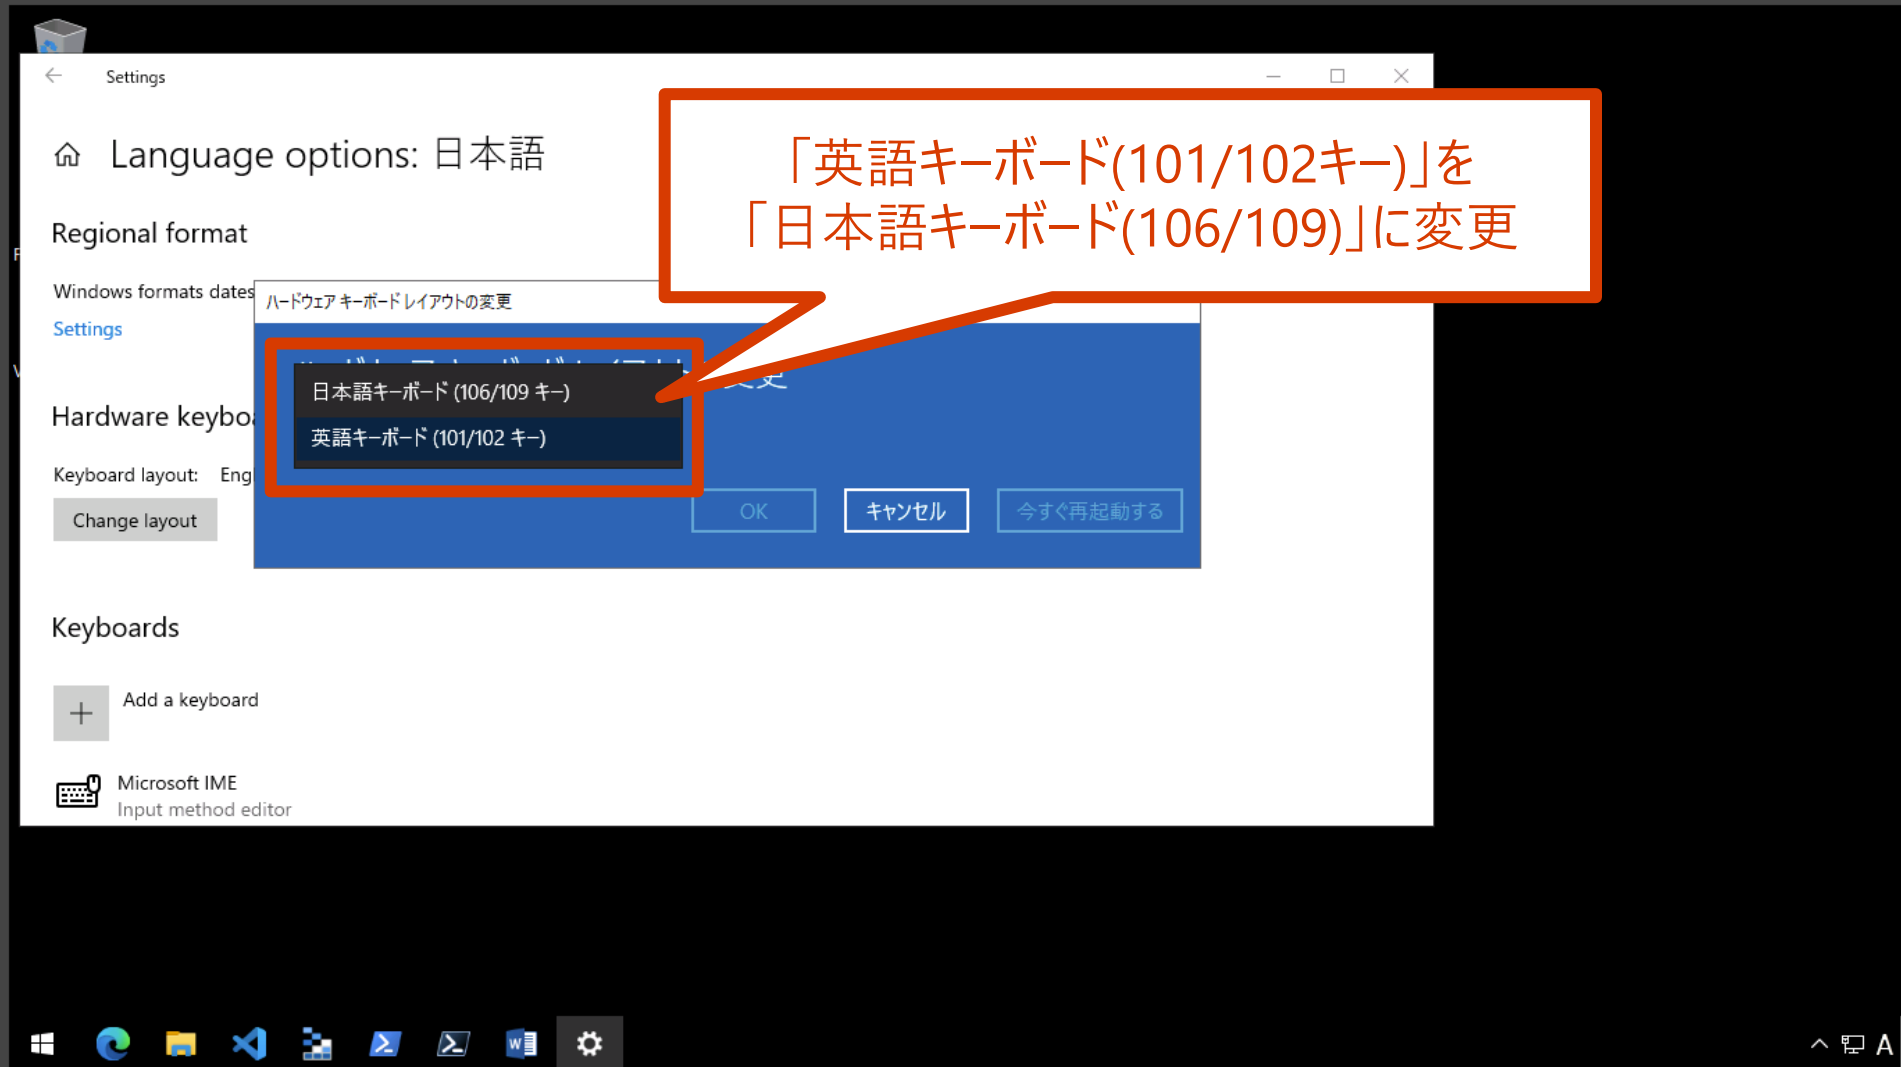 Settings
Language options: 日本語
「英語キーボード(101/102キー)」を
「日本語キーボード(106/109)」に変更
Regional format
Windows formats dates
Settings
ハードウェア キーボード レイアウトの変更
変更
日本語キーボード (106/109 キー)
英語キーボード (101/102 キー)
Hardware
Keyboard layout:
Change layout
OK
キャンセル
今すぐ再起動する
Keyboards
Add a keyboard
Microsoft IME
Input method editor
A